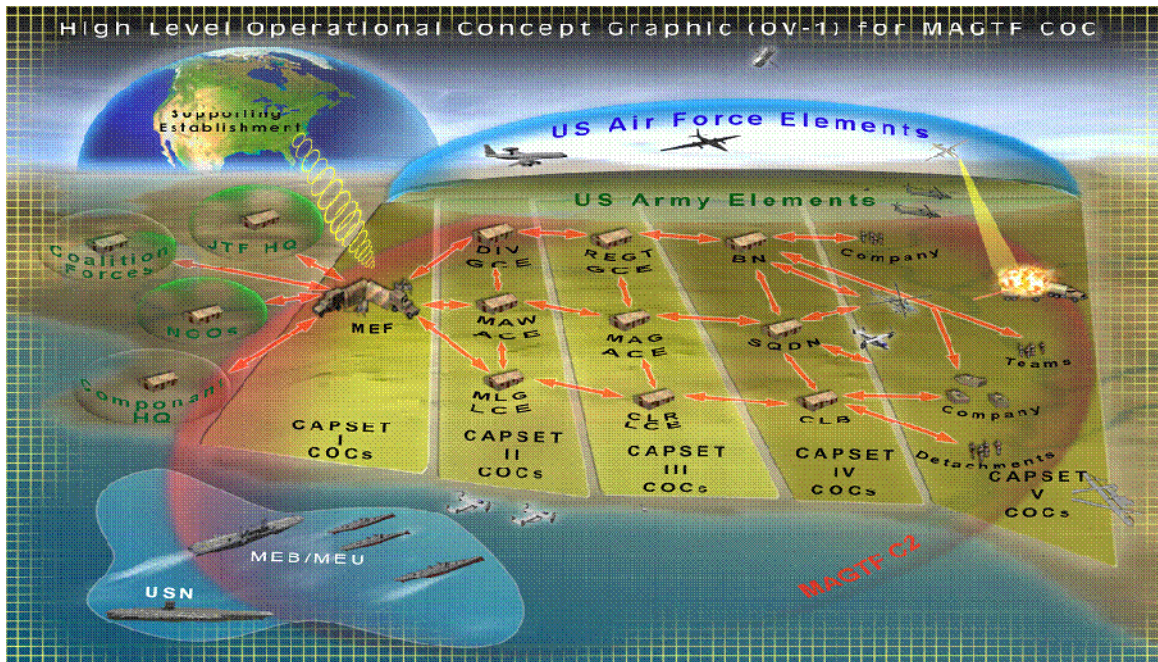 High Level Operational Concept Graphic (OV-1) for MAGTF COC
Supporting
Establishment
US Air Force Elements
US Army Elements
JTF HQ
Coalition
Forces
NCOs
Componant
HQ
MEF
DIV
GCE
REGT
GCE
BN
Company
MAW
ACE
MAG
ACE
SQDN
Teams
MLG
LCE
CLR
LCE
CLB
Company
Detachments
CAPSET
I
COCs
CAPSET
II
COCs
CAPSET
III
COCs
CAPSET
IV
COCs
CAPSET
V
COCs
MEB/MEU
USN
MAGTF C2